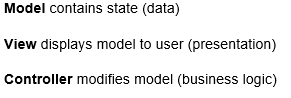 Model contains state (data)
View displays model to user (presentation)
Controller modifies model (business logic)